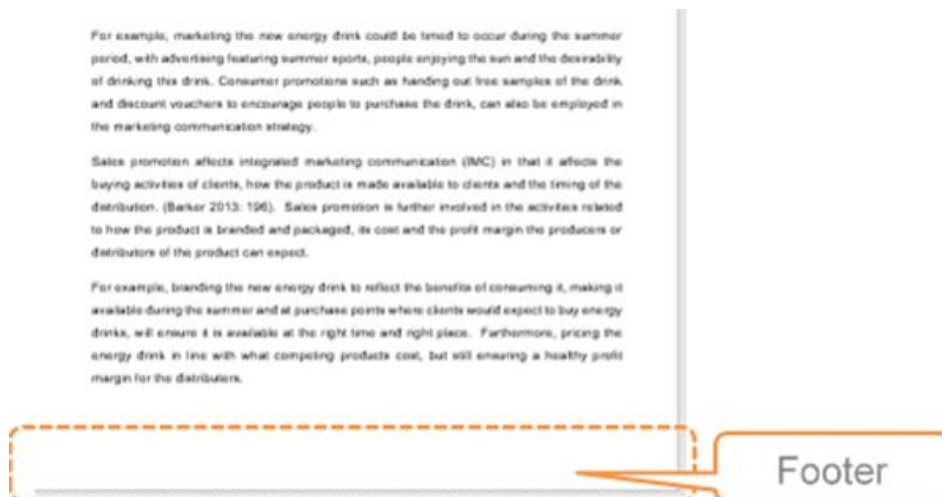 For example, marketing the new energy drink could be timed to occur during the summer
period, with advertising featuring summer sports, people enjoying the sun and the desirability
of drinking this drink. Consumer promotions such as handing out free samples of the drink
and discount vouchers to encourage people to purchase the drink, can also be employed in
the marketing communication strategy.
Sales promotion affects integrated marketing communication (IMC) in that it affects the
buying activities of clients, how the product is made available to clients and the timing of the
distribution. (Barker 2013: 196). Sales promotion is further involved in the activities related
to how the product is branded and packaged, its cost and the profit margin the producers or
distributors of the product can expect.
For example, branding the new energy drink to reflect the benefits of consuming it, making it
available during the summer and at purchase points where clients would expect to buy energy
drinks, will ensure it is available at the right time and right place. Farthermore, pricing the
energy drink in line with what competing products cost, but still ensuring a healthy profit
margin for the distributors.
Footer